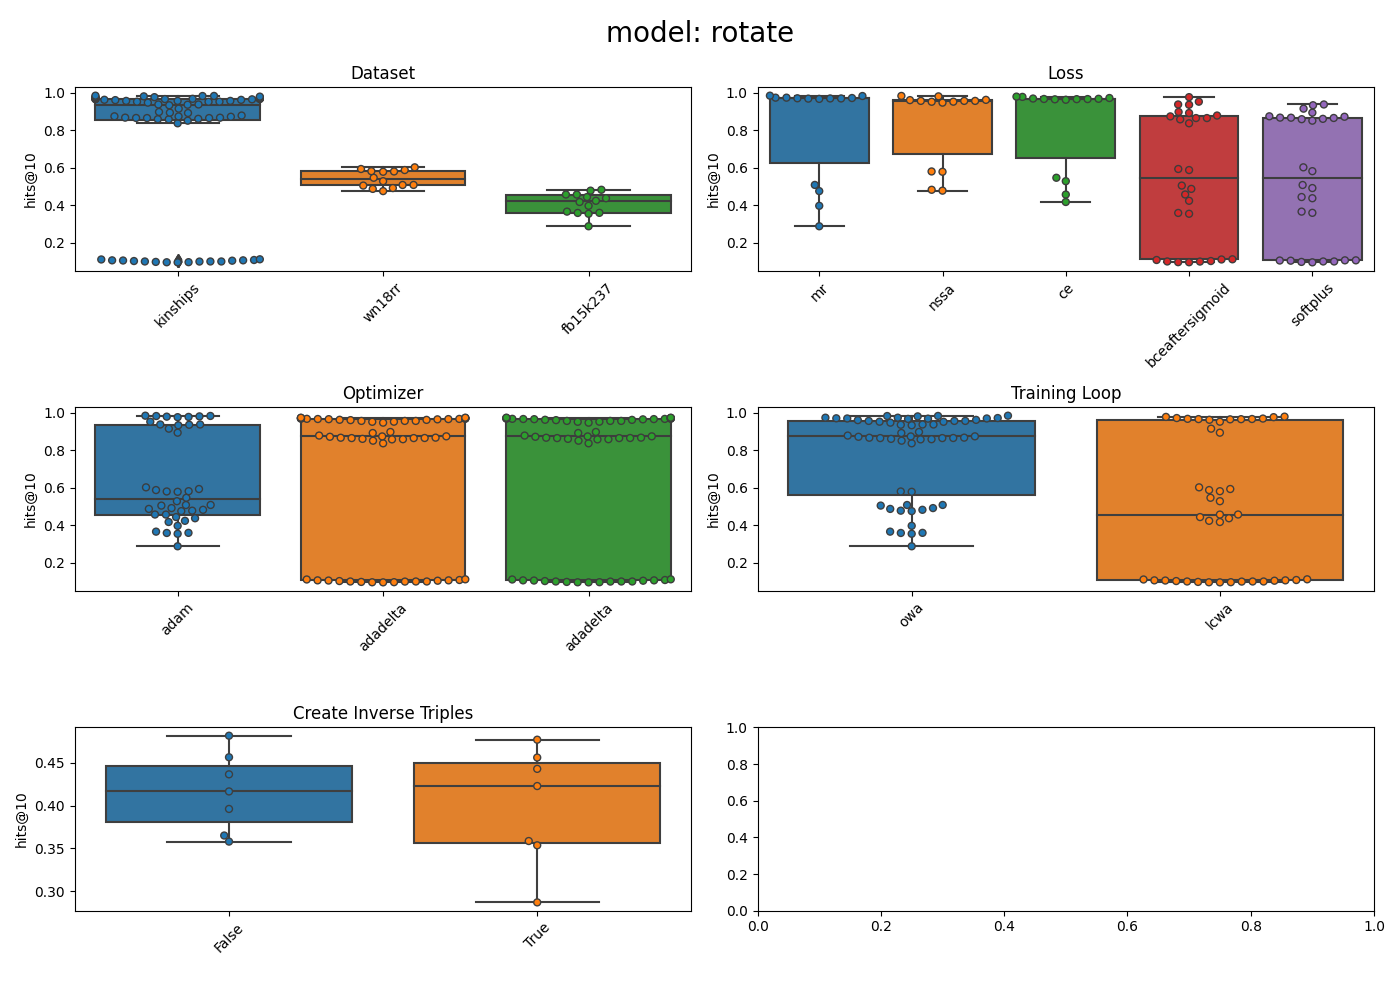 model: rotate
Dataset
Loss
1.0
0.8
0.6
0.4
0.2
hits@10
kinships
wn18rr
fb15k237
1.0
0.8
0.6
0.4
0.2
hits@10
mr
nssa
ce
bceaftersigmoid
softplus
Optimizer
Training Loop
1.0
0.8
0.6
0.4
0.2
hits@10
adam
adadelta
adadelta
1.0
0.8
0.6
0.4
0.2
hits@10
owa
lcwa
Create Inverse Triples
0.45
0.40
0.35
0.30
hits@10
False
True
1.0
0.8
0.6
0.4
0.2
0.0
0.0 0.2 0.4 0.6 0.8 1.0